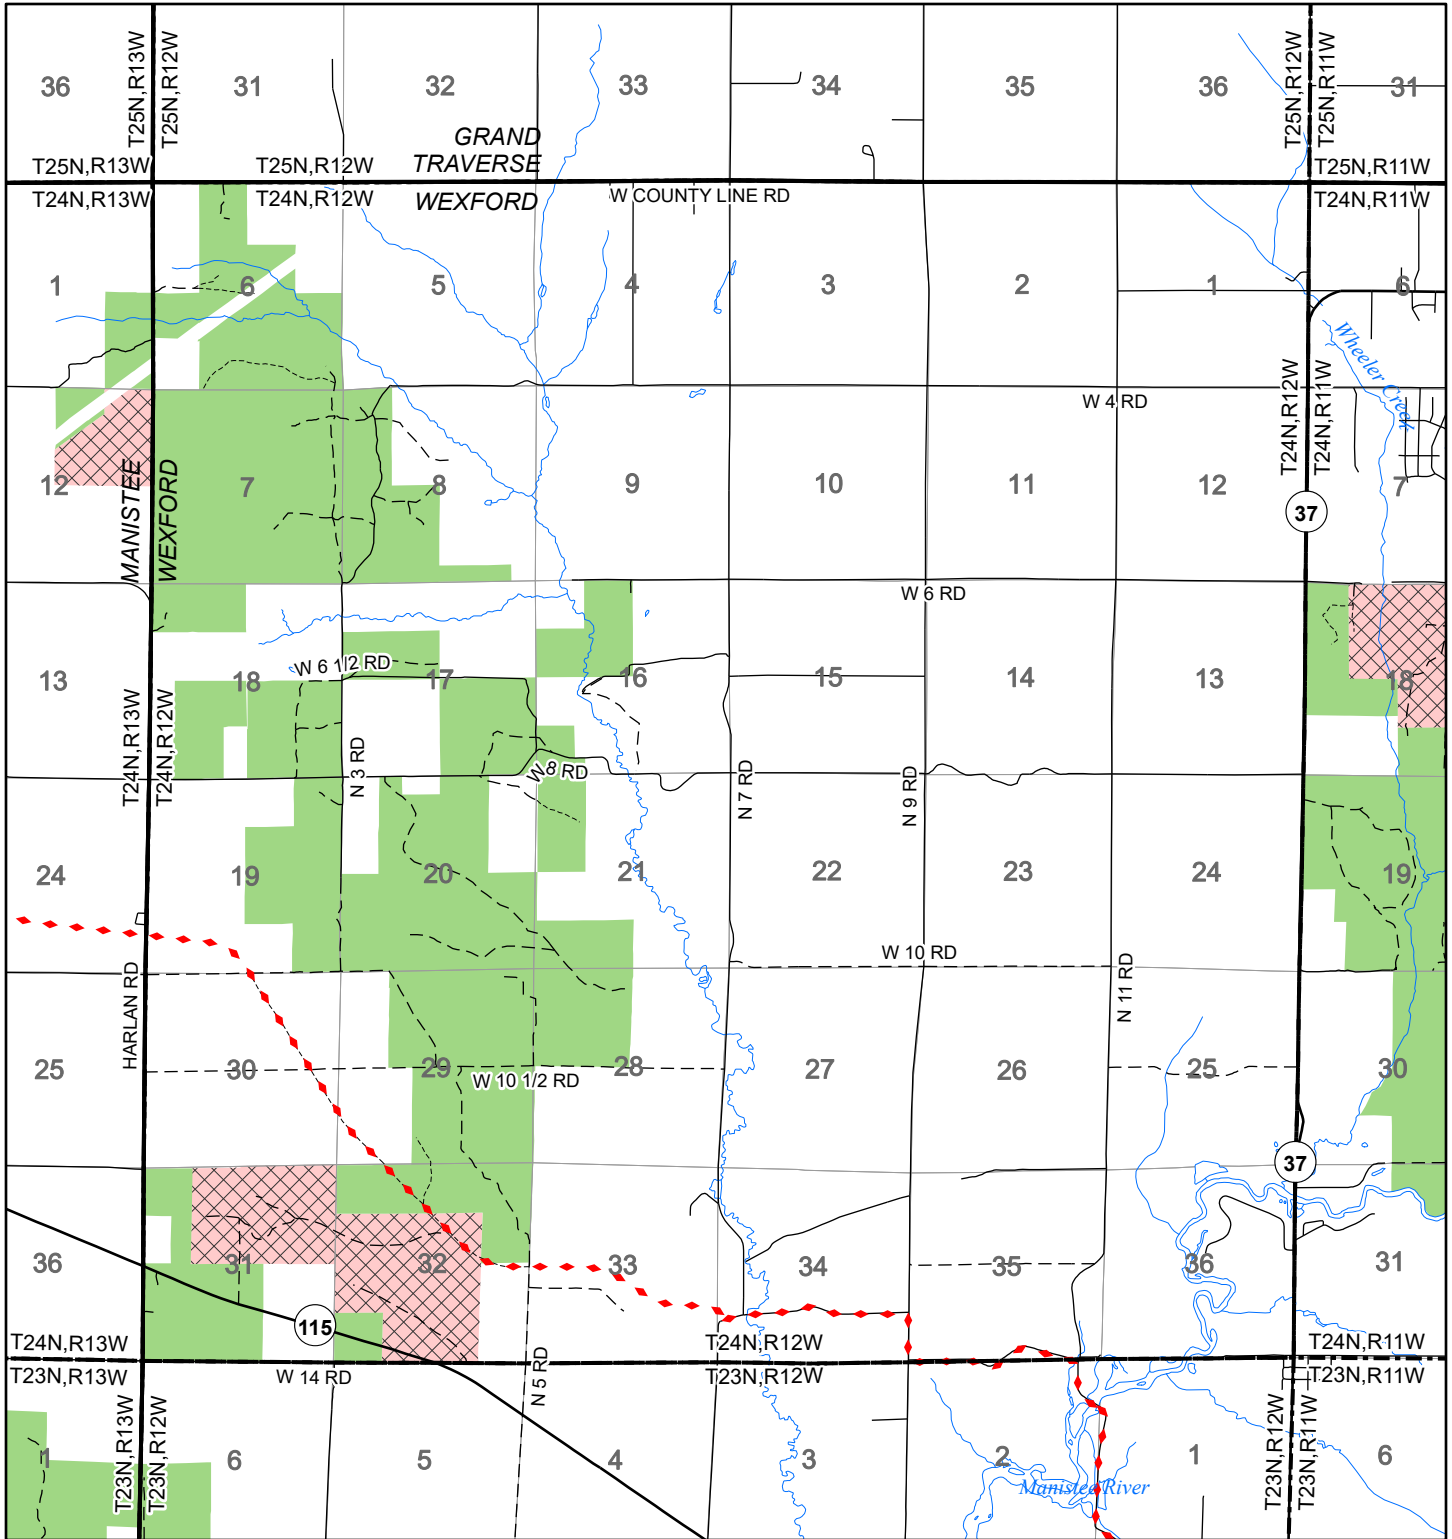 36 31 32 33 34 35 36 31
T25N,R13W T25N,R12W
T25N,R12W T25N,R11W
GRAND
TRAVERSE
T25N,R13W T25N,R12W T25N,R11W
T24N,R13W T24N,R12W WEXFORD W COUNTY LINE RD T24N,R11W
1 6 5 4 3 2 1 6
Wheeler Creek
T24N,R12W T24N,R11W
W 4 RD
MANISTEE WEXFORD
12 7 8 9 10 11 12 7
37
W 6 RD
W 6 1/2 RD
13 18 17 16 15 14 13 18
T24N,R13W T24N,R12W
N 3 RD
W 8 RD
N 7 RD
N 9 RD
24 19 20 21 22 23 24 19
W 10 RD
HARLAN RD
N 11 RD
25 30 29 28 27 26 25 30
W 10 1/2 RD
37
36 31 32 33 34 35 36 31
115
T24N,R13W T24N,R12W T24N,R11W
T23N,R13W W 14 RD T23N,R12W T23N,R11W
N 5 RD
T23N,R13W T23N,R12W
T23N,R12W T23N,R11W
1 6 5 4 3 2 1 6
Manistee River